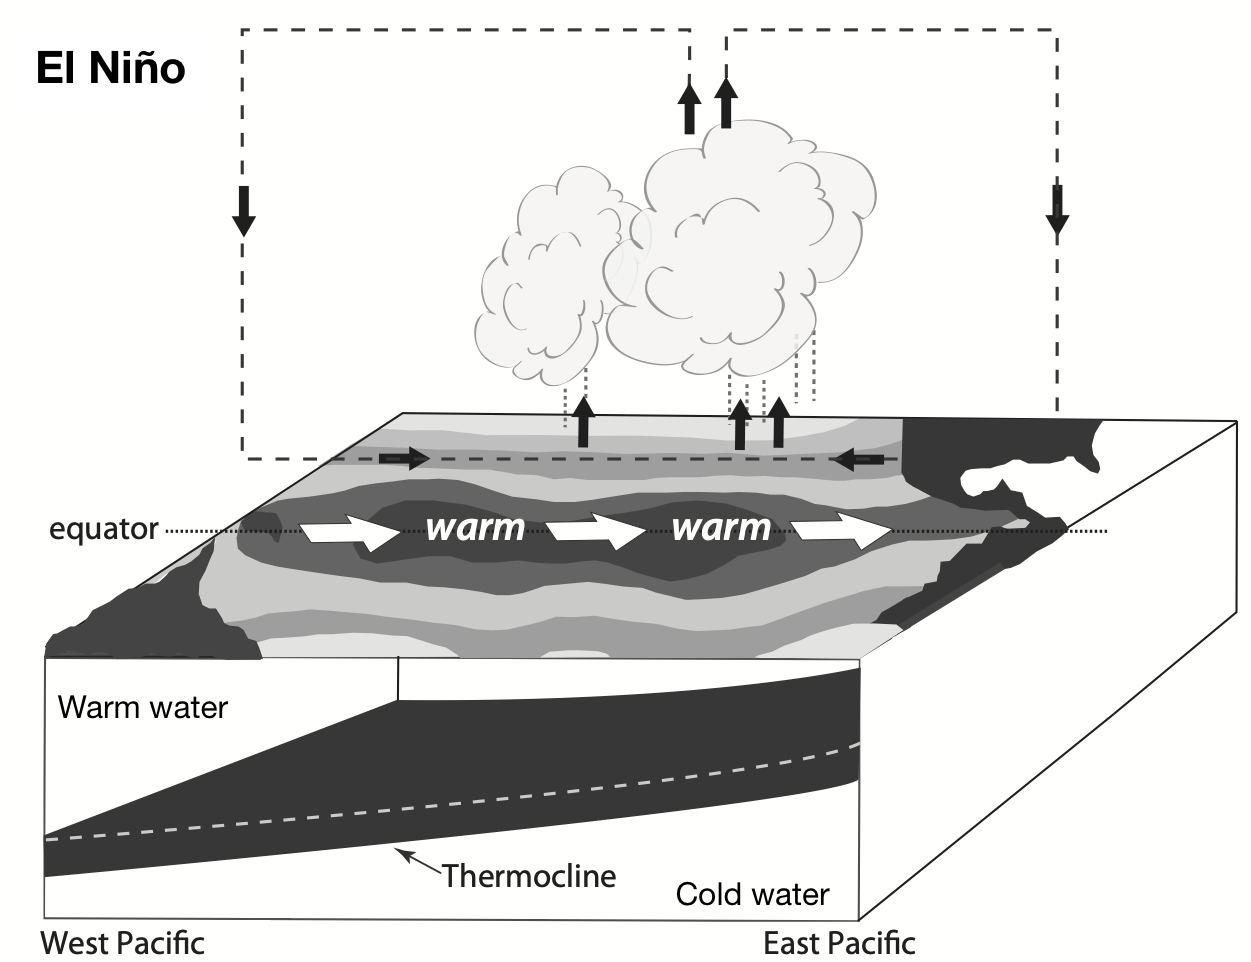 El Niño
equator
warm
warm
Warm water
Thermocline
Cold water
West Pacific
East Pacific